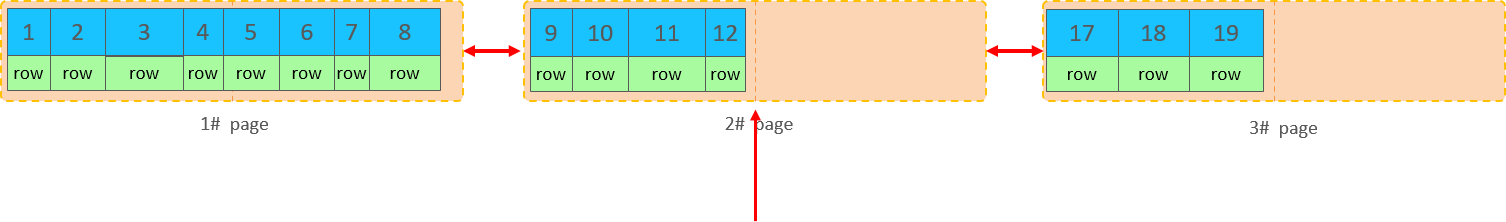 1 2 3 4 5 6 7 8 9 10 11 12 17 18 19
row row row row row row row row row row row row row row row
1# page 2# page 3# page